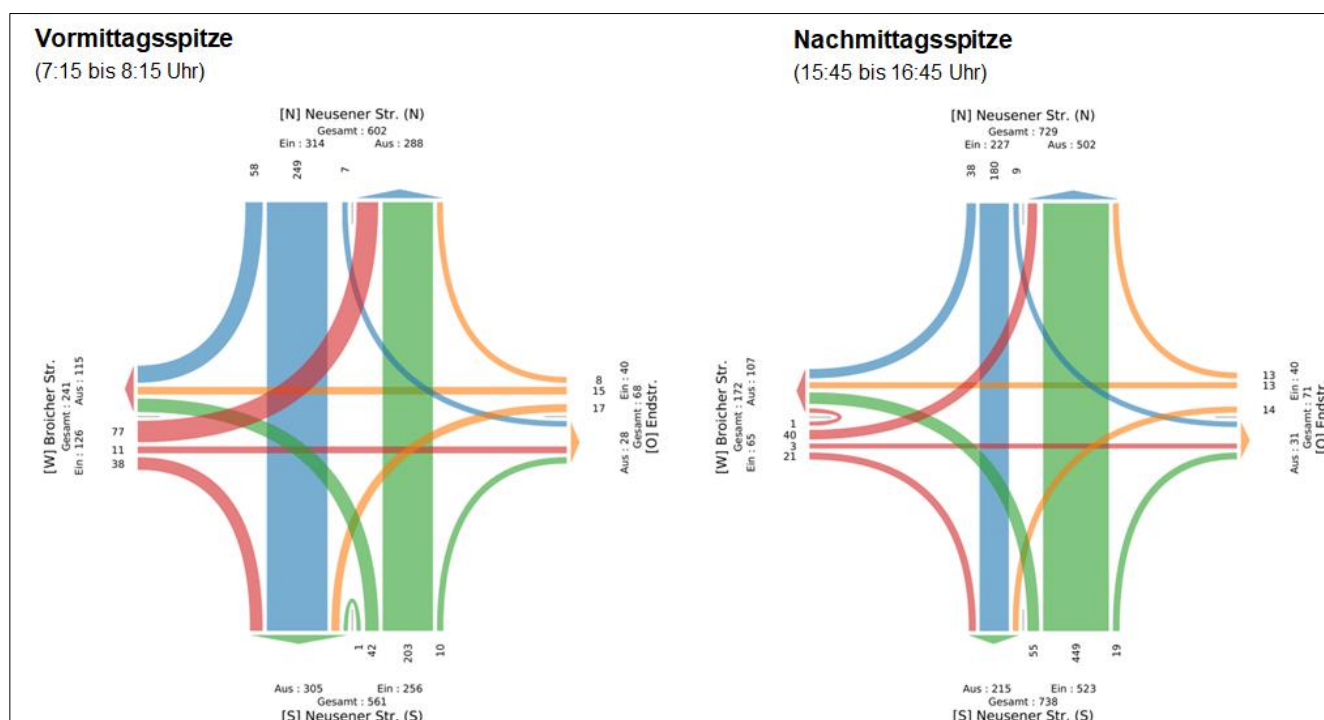 Vormittagsspitze
(7:15 bis 8:15 Uhr)
[N] Neusener Str. (N)
Gesamt : 602
Ein : 314 Aus : 288
58 249 7
[W] Broicher Str.
Gesamt : 241
Ein : 126 Aus : 115
77
11
38
8
15
17
Aus : 28 Ein : 40
Gesamt : 68
[O] Endstr.
1 42 203 10
Aus : 305 Ein : 256
Gesamt : 561
[S] Neusener Str. (S)
Nachmittagsspitze
(15:45 bis 16:45 Uhr)
[N] Neusener Str. (N)
Gesamt : 729
Ein : 227 Aus : 502
38 180 9
[W] Broicher Str.
Gesamt : 172
Ein : 65 Aus : 107
1
40
3
21
13
13
14
Aus : 31 Ein : 40
Gesamt : 71
[O] Endstr.
55 449 19
Aus : 215 Ein : 523
Gesamt : 738
[S] Neusener Str. (S)